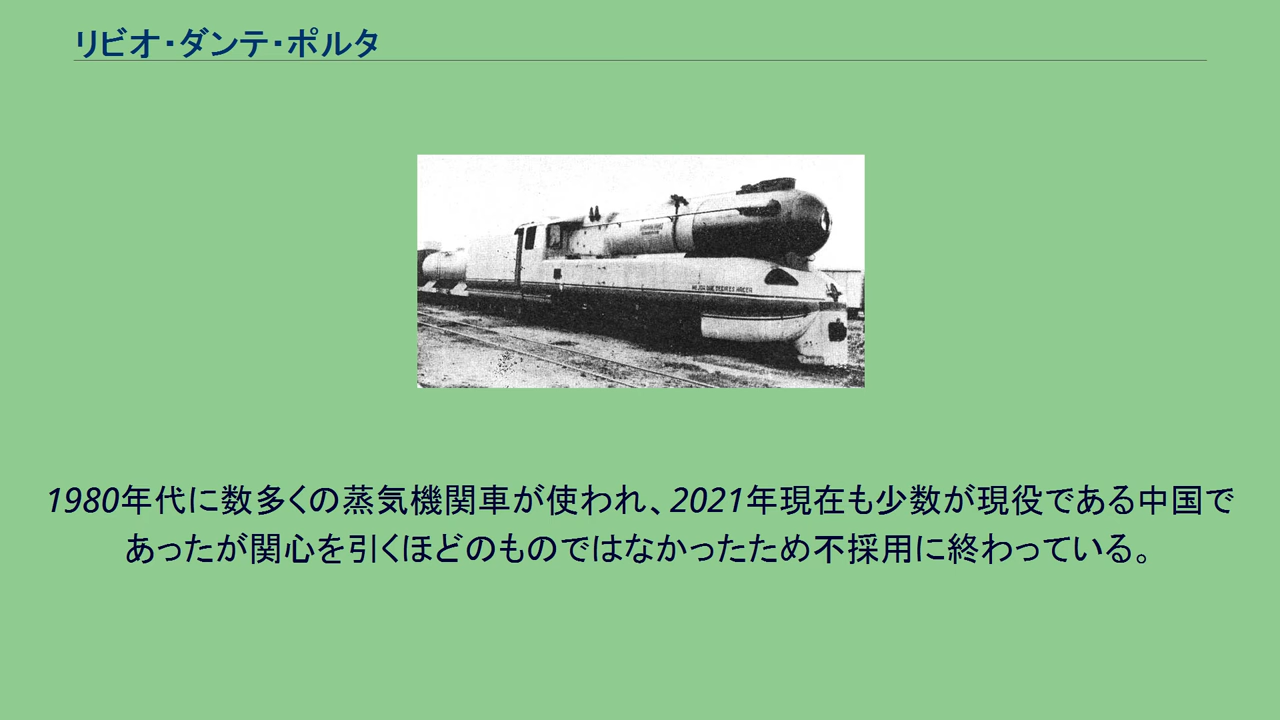 リビオ・ダンテ・ポルタ
1980年代に数多くの蒸気機関車が使われ、2021年現在も少数が現役である中国で
あったが関心を引くほどのものではなかったため不採用に終わっている。